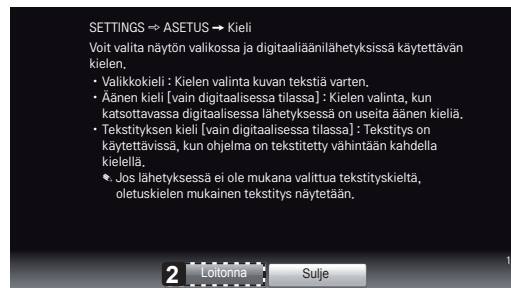 SETTINGS ⇨ ASETUS ➙ Kieli
Voit valita näytön valikossa ja digitaaliäänilähetyksissä käytettävän
kielen.
• Valikkokieli : Kielen valinta kuvan tekstiä varten.
• Äänen kieli [vain digitaalisessa tilassa] : Kielen valinta, kun
katsottavassa digitaalisessa lähetyksessä on useita äänen kieliä.
• Tekstityksen kieli [vain digitaalisessa tilassa] : Tekstitys on
käytettävissä, kun ohjelma on tekstitetty vähintään kahdella
kielellä.
✎ Jos lähetyksessä ei ole mukana valittua tekstityskieltä,
oletuskielen mukainen tekstitys näytetään.
1
2 Loitonna Sulje